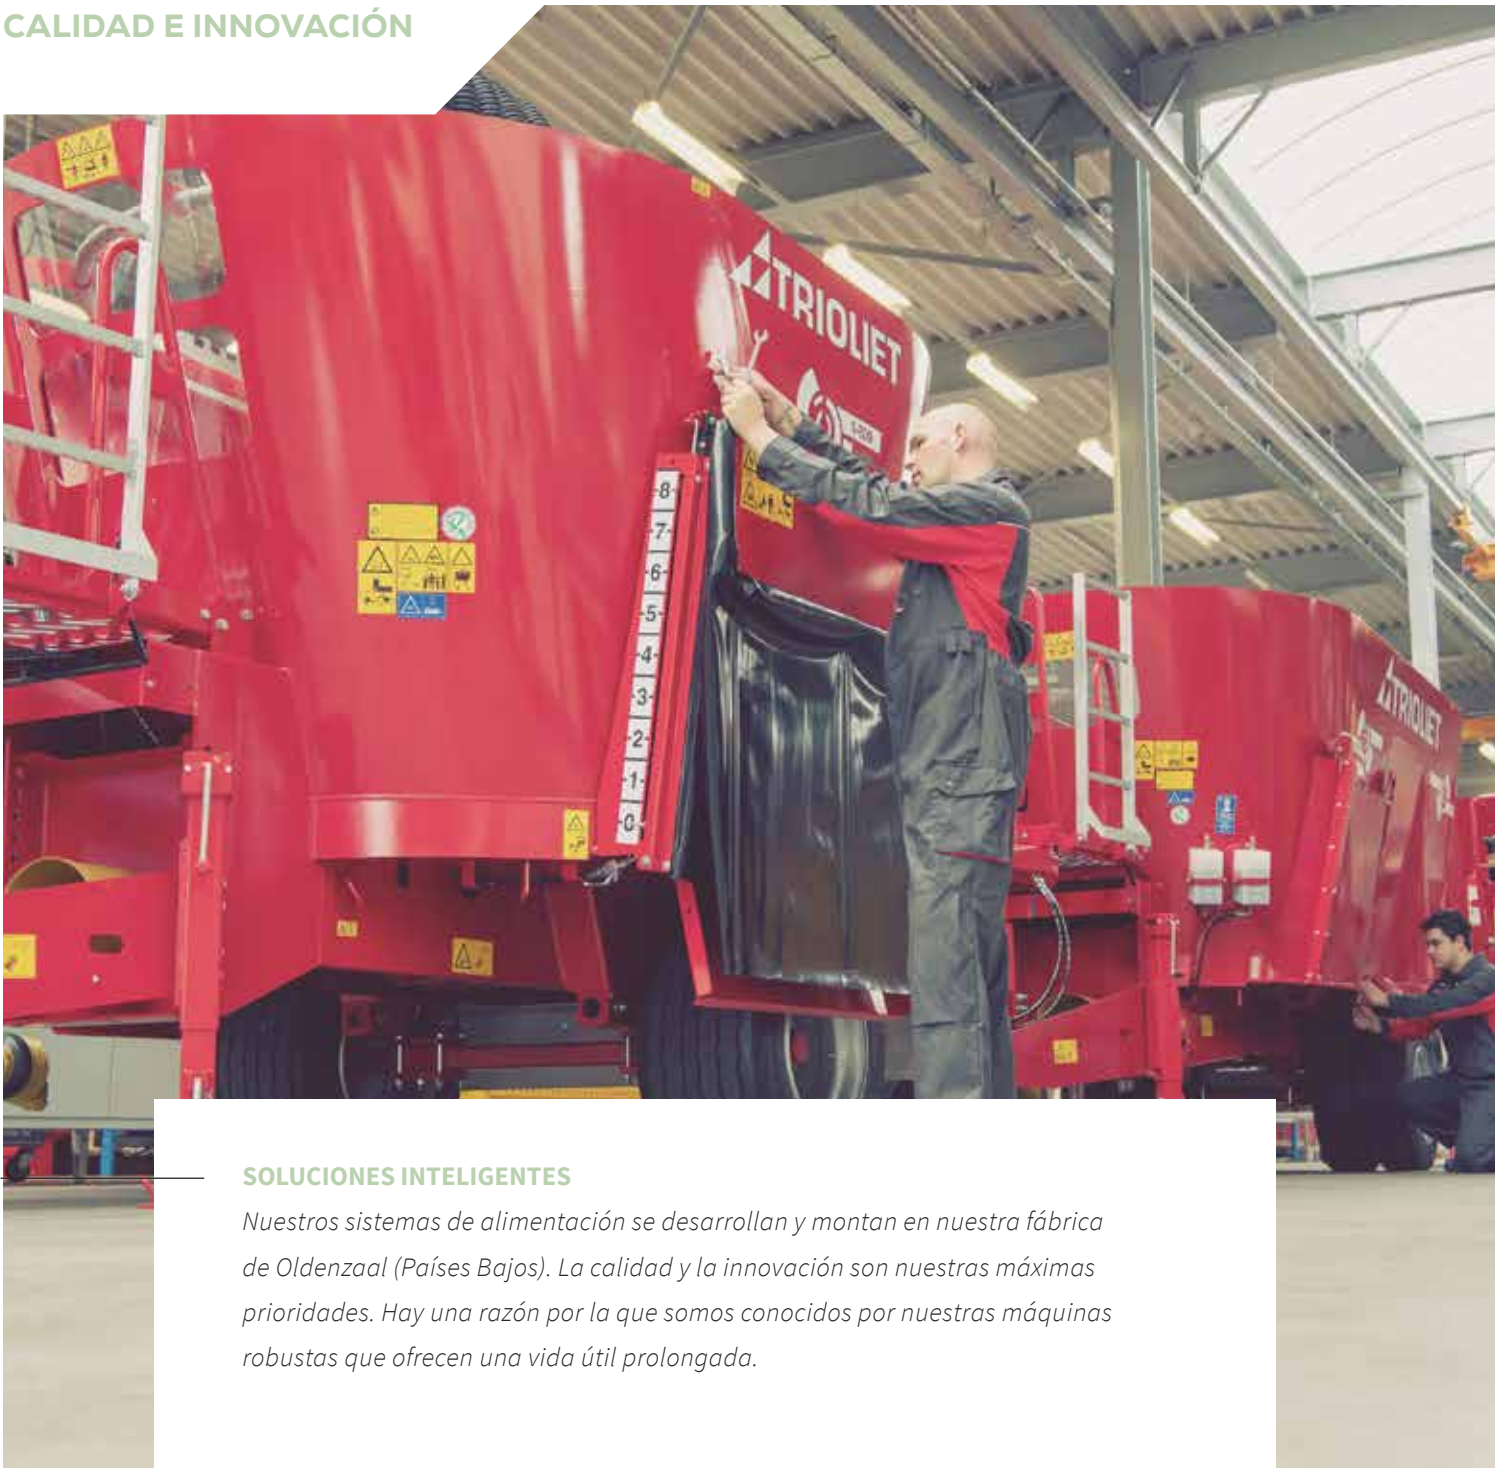 CALIDAD E INNOVACIÓN
TRIOLIET
-8-
-7-
-6-
-5-
-4-
-3-
-2-
-1-
-0-
TRIOLIET
SOLUCIONES INTELIGENTES
Nuestros sistemas de alimentación se desarrollan y montan en nuestra fábrica
de Oldenzaal (Países Bajos). La calidad y la innovación son nuestras máximas
prioridades. Hay una razón por la que somos conocidos por nuestras máquinas
robustas que ofrecen una vida útil prolongada.